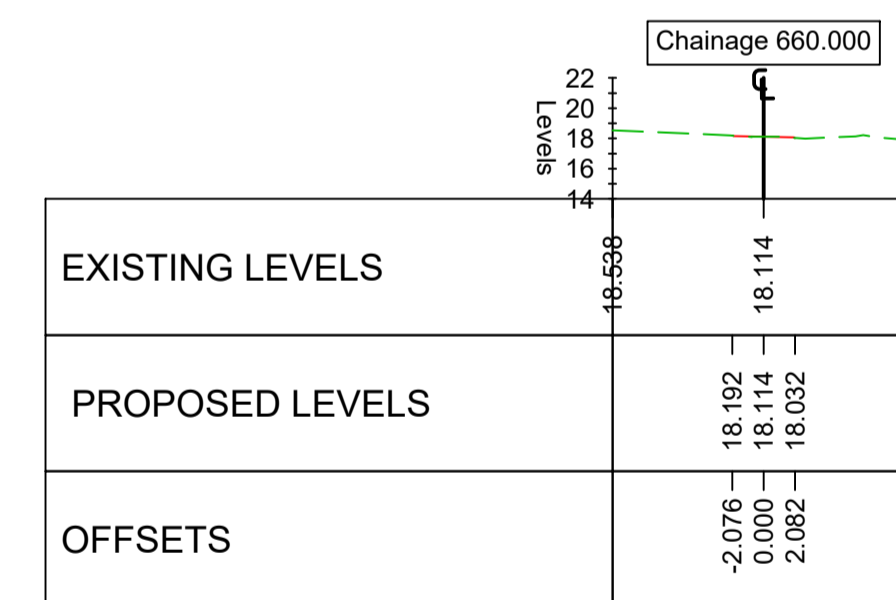 Chainage 660.000
℄
Levels
22
20
18
16
14
EXISTING LEVELS
18.538
18.114
PROPOSED LEVELS
18.192
18.114
18.032
OFFSETS
-2.076
0.000
2.082